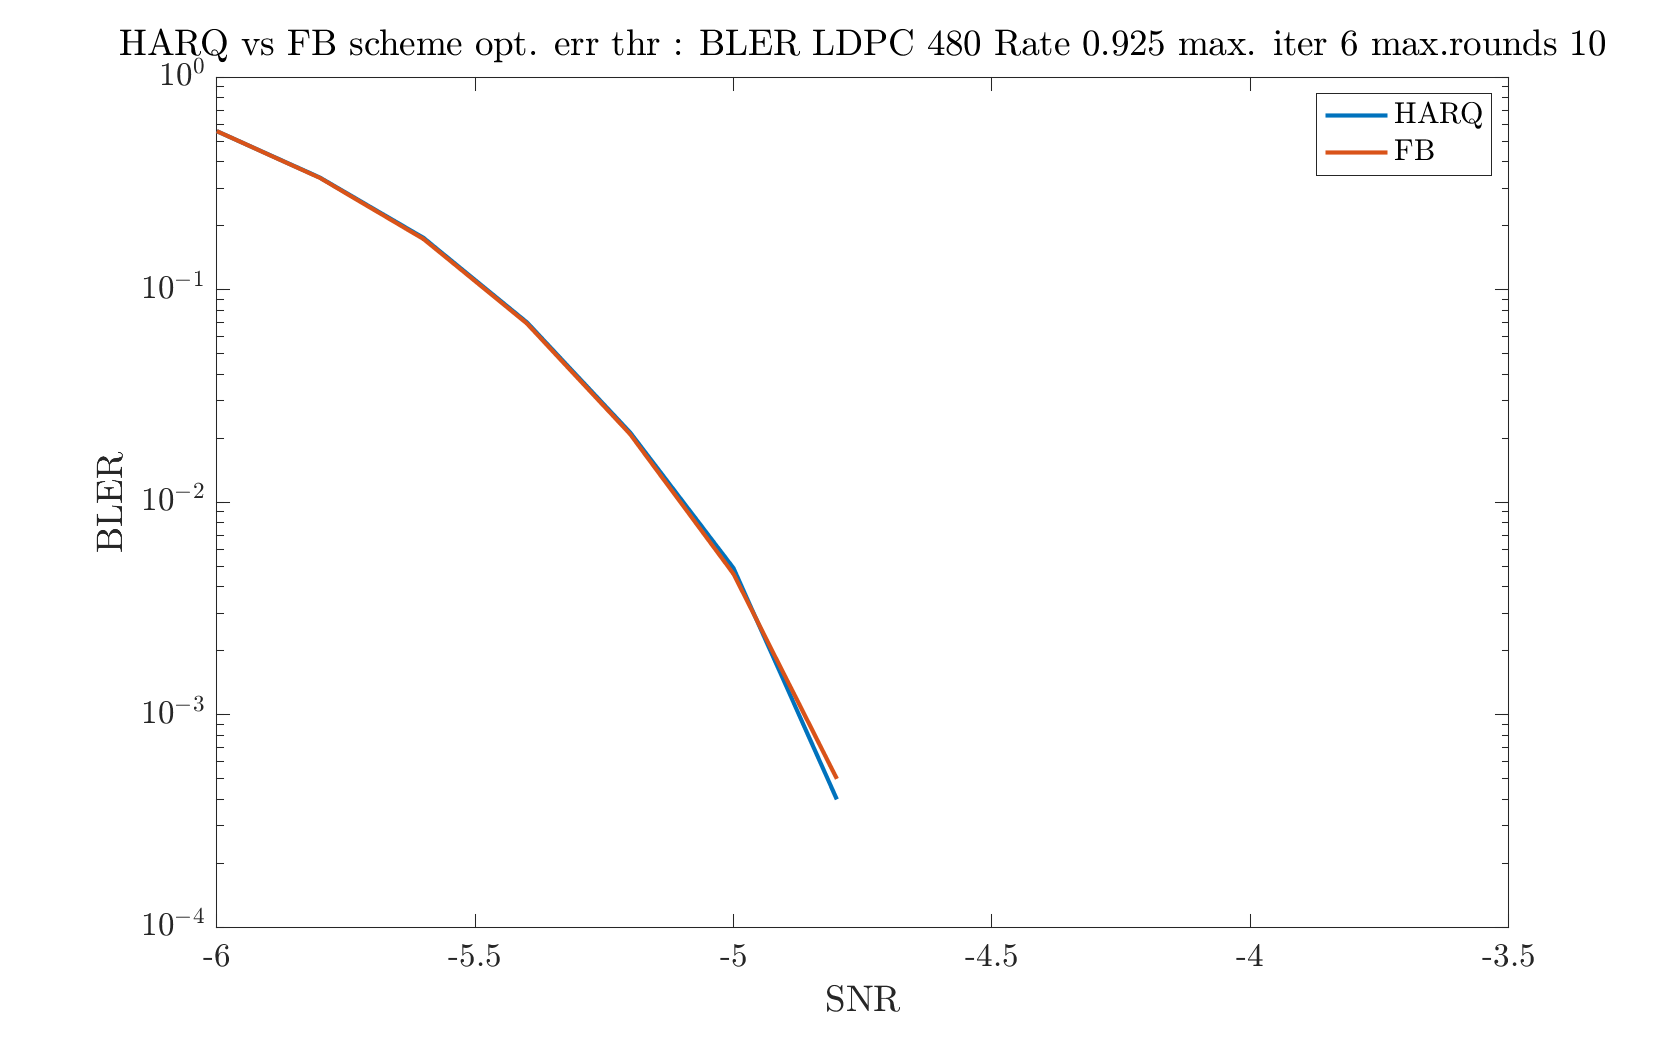 HARQ vs FB scheme opt. err thr : BLER LDPC 480 Rate 0.925 max. iter 6 max.rounds 10
HARQ
FB
10^0
10^-1
10^-2
10^-3
10^-4
BLER
-6 -5.5 -5 -4.5 -4 -3.5
SNR